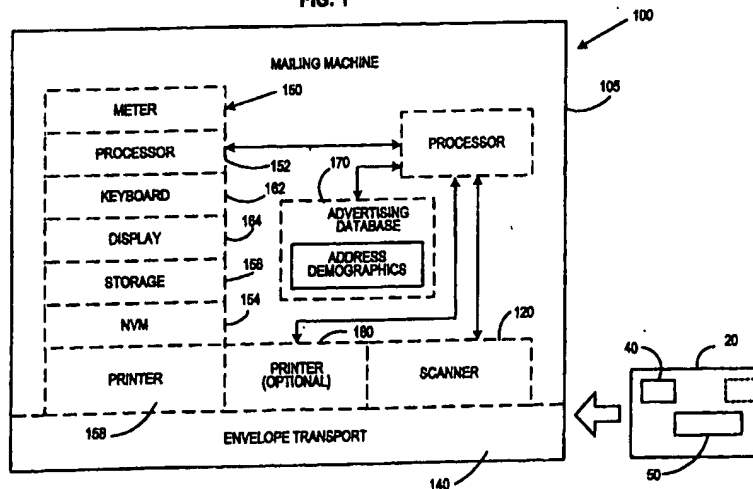 FIG. 1
100
MAILING MACHINE
105
METER
150
PROCESSOR
PROCESSOR
152
170
KEYBOARD
162
ADVERTISING
DATABASE
DISPLAY
164
ADDRESS
DEMOGRAPHICS
STORAGE
154
NVM
180
120
20
40
PRINTER
PRINTER
(OPTIONAL)
SCANNER
158
ENVELOPE TRANSPORT
50
140